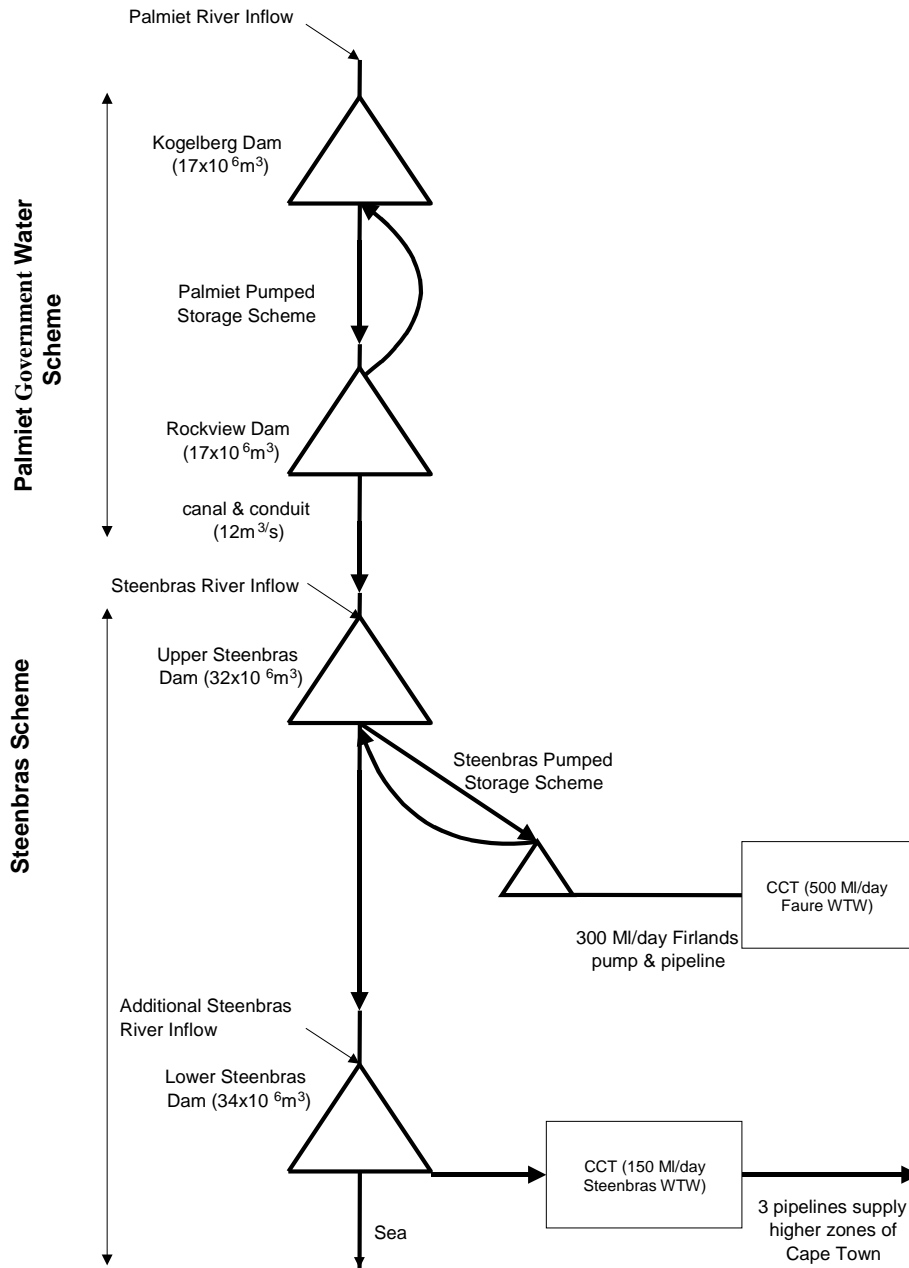 Palmiet River Inflow
Kogelberg Dam
(17x10⁶m³)
Palmiet Government Water
Scheme
Palmiet Pumped
Storage Scheme
Rockview Dam
(17x10⁶m³)
canal & conduit
(12m³/s)
Steenbras River Inflow
Steenbras Scheme
Upper Steenbras
Dam (32x10⁶m³)
Steenbras Pumped
Storage Scheme
CCT (500 Ml/day
Faure WTW)
300 Ml/day Firlands
pump & pipeline
Additional Steenbras
River Inflow
Lower Steenbras
Dam (34x10⁶m³)
CCT (150 Ml/day
Steenbras WTW)
3 pipelines supply
higher zones of
Cape Town
Sea